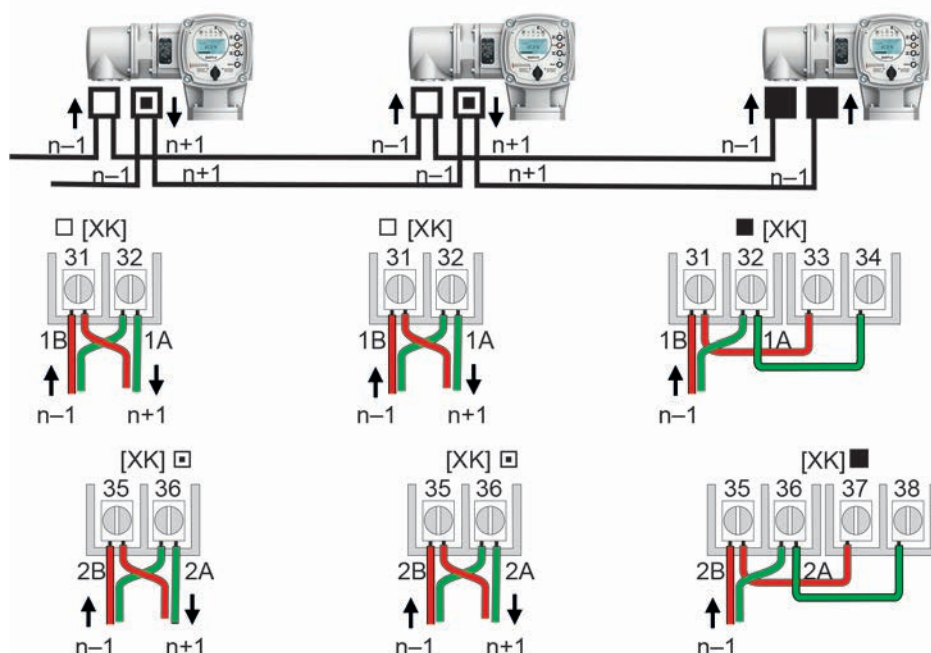 n–1 n+1 n–1 n+1 n–1
n–1 n+1 n–1 n+1 n–1
[XK] [XK] [XK]
31 32 31 32 31 32 33 34
1B 1A 1B 1A 1B 1A
n–1 n+1 n–1 n+1 n–1
[XK] [XK] [XK]
35 36 35 36 35 36 37 38
2B 2A 2B 2A 2B 2A
n–1 n+1 n–1 n+1 n–1